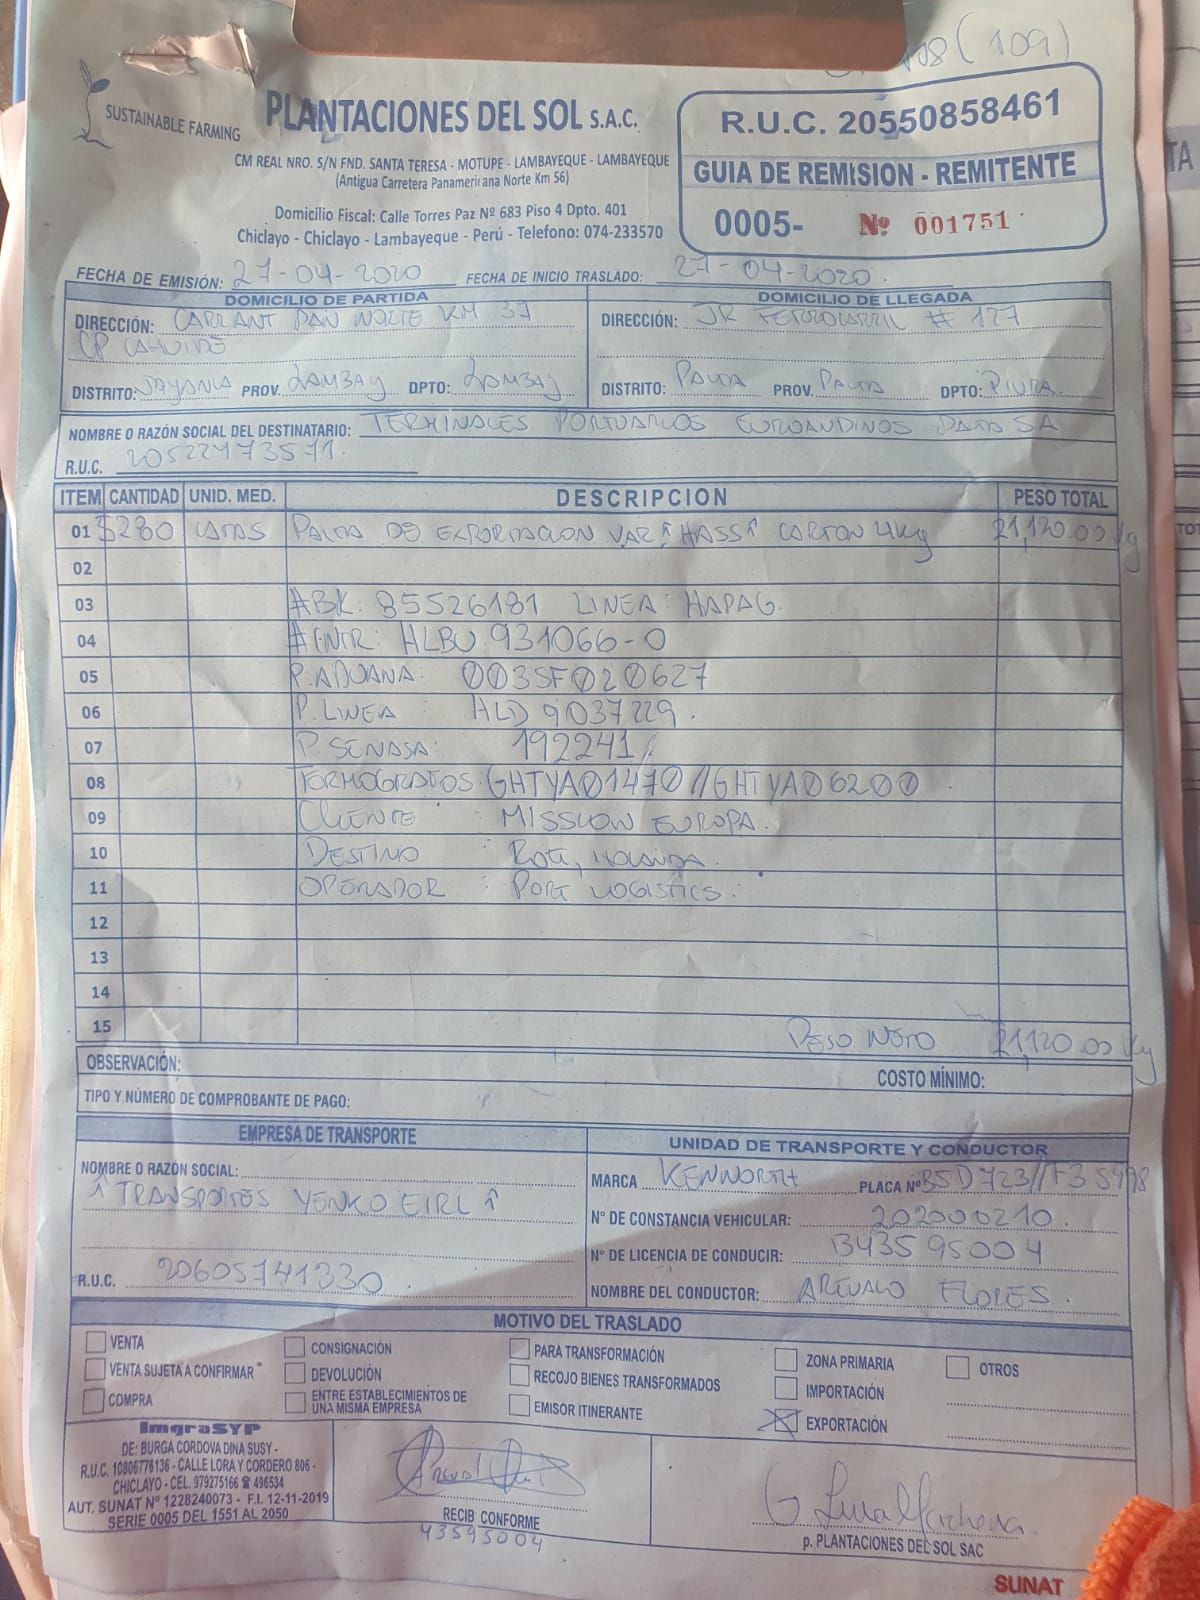 108 (109)
SUSTAINABLE FARMING
PLANTACIONES DEL SOL S.A.C.
CM REAL NRO. S/N FND. SANTA TERESA - MOTUPE - LAMBAYEQUE - LAMBAYEQUE
(Antigua Carretera Panamericana Norte Km 56)
Domicilio Fiscal: Calle Torres Paz Nº 683 Piso 4 Dpto. 401
Chiclayo - Chiclayo - Lambayeque - Perú - Telefono: 074-233570
R.U.C. 20550858461
GUIA DE REMISION - REMITENTE
0005- Nº 001751
FECHA DE EMISIÓN: 27-04-2020 FECHA DE INICIO TRASLADO: 27-04-2020
DOMICILIO DE PARTIDA
DIRECCIÓN: CARRANT PAN NORTE KM 37
CP CAHUIDE
DISTRITO: JAYANCA PROV. LAMBAY DPTO: LAMBAY
DOMICILIO DE LLEGADA
DIRECCIÓN: JR FERROCARRIL # 127
DISTRITO: PAITA PROV. PAITA DPTO: PIURA
NOMBRE O RAZÓN SOCIAL DEL DESTINATARIO: TERMINALES PORTUARIOS EUROANDINOS PAITA SA
R.U.C. 20522473571
ITEM CANTIDAD UNID. MED. DESCRIPCION PESO TOTAL
01 5280 CAJAS PALTA DE EXPORTACION VAR "HASS" CARTON 4kg 21,120.00 kg
02
03 #BK: 85526181 LINEA: HAPAG.
04 #CNTR: HLBU 931066-0
05 P. ADUANA: 003SF020627
06 P. LINEA : HLD 9037229.
07 P. SENASA: 192241/
08 TERMOGRAFOS: GHTYA01470//GHTYA06200
09 CLIENTE : MISSION EUROPA.
10 DESTINO : ROTT, HOLANDA.
11 OPERADOR : PORT LOGISTICS.
12
13
14
15 PESO NETO 21,120.00 Kg
OBSERVACIÓN:
COSTO MÍNIMO:
TIPO Y NÚMERO DE COMPROBANTE DE PAGO:
EMPRESA DE TRANSPORTE
NOMBRE O RAZÓN SOCIAL:
"TRANSPORTES YENKO EIRL"
R.U.C. 20605741330
UNIDAD DE TRANSPORTE Y CONDUCTOR
MARCA KENWORTH PLACA Nº B5D723//F3S998
Nº DE CONSTANCIA VEHICULAR: 202000210.
Nº DE LICENCIA DE CONDUCIR: B43595004
NOMBRE DEL CONDUCTOR: AREVALO FLORES.
MOTIVO DEL TRASLADO
VENTA
VENTA SUJETA A CONFIRMAR
COMPRA
CONSIGNACIÓN
DEVOLUCIÓN
ENTRE ESTABLECIMIENTOS DE
UNA MISMA EMPRESA
PARA TRANSFORMACIÓN
RECOJO BIENES TRANSFORMADOS
EMISOR ITINERANTE
ZONA PRIMARIA
IMPORTACIÓN
EXPORTACIÓN
OTROS
ImgraSYP
DE: BURGA CORDOVA DINA SUSY -
R.U.C. 10806776136 - CALLE LORA Y CORDERO 806 -
CHICLAYO - CEL. 979275166 ☎ 496534
AUT. SUNAT Nº 1228240073 - F.I. 12-11-2019
SERIE 0005 DEL 1551 AL 2050
RECIBÍ CONFORME
43595004
p. PLANTACIONES DEL SOL SAC
SUNAT